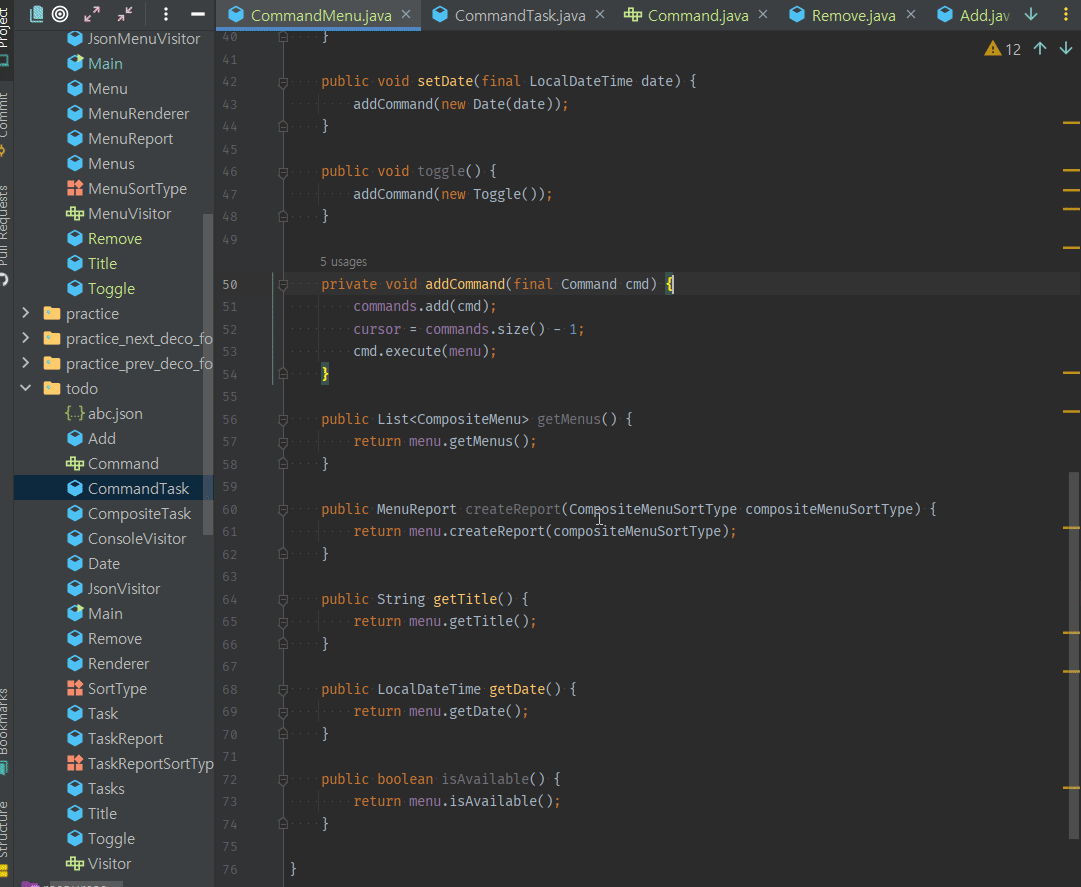 Project
Commit
Pull Requests
Bookmarks
Structure
JsonMenuVisitor
Main
Menu
MenuRenderer
MenuReport
Menus
MenuSortType
MenuVisitor
Remove
Title
Toggle
practice
practice_next_deco_fo
practice_prev_deco_fo
todo
abc.json
Add
Command
CommandTask
CompositeTask
ConsoleVisitor
Date
JsonVisitor
Main
Remove
Renderer
SortType
Task
TaskReport
TaskReportSortTyp
Tasks
Title
Toggle
Visitor
CommandMenu.java
CommandTask.java
Command.java
Remove.java
Add.jav
12
40 }
41
42 public void setDate(final LocalDateTime date) {
43 addCommand(new Date(date));
44 }
45
46 public void toggle() {
47 addCommand(new Toggle());
48 }
49
5 usages
50 private void addCommand(final Command cmd) {
51 commands.add(cmd);
52 cursor = commands.size() - 1;
53 cmd.execute(menu);
54 }
55
56 public List<CompositeMenu> getMenus() {
57 return menu.getMenus();
58 }
59
60 public MenuReport createReport(CompositeMenuSortType compositeMenuSortType) {
61 return menu.createReport(compositeMenuSortType);
62 }
63
64 public String getTitle() {
65 return menu.getTitle();
66 }
67
68 public LocalDateTime getDate() {
69 return menu.getDate();
70 }
71
72 public boolean isAvailable() {
73 return menu.isAvailable();
74 }
75
76 }